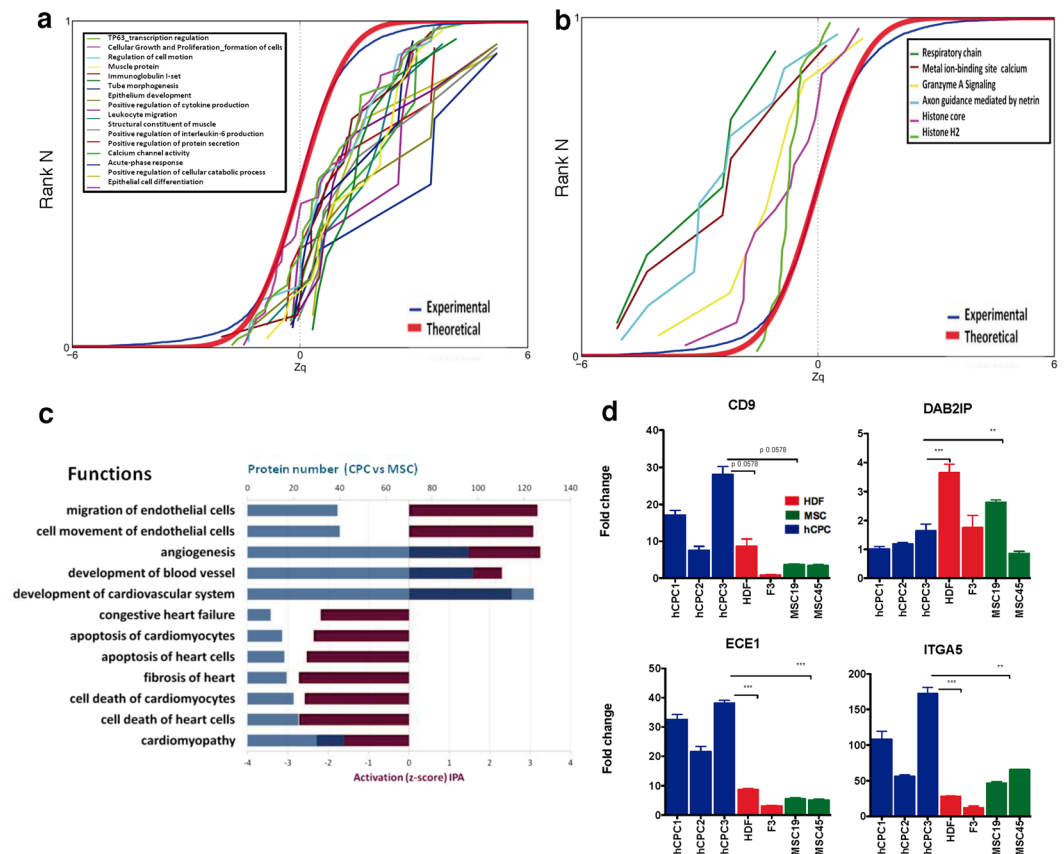 a
Rank N
1
0
-6
0
6
Zq
TP63_transcription regulation
Cellular Growth and Proliferation_formation of cells
Regulation of cell motion
Muscle protein
Immunoglobulin I-set
Tube morphogenesis
Epithelium development
Positive regulation of cytokine production
Leukocyte migration
Structural constituent of muscle
Positive regulation of interleukin-6 production
Positive regulation of protein secretion
Calcium channel activity
Acute-phase response
Positive regulation of cellular catabolic process
Epithelial cell differentiation
Experimental
Theoretical
b
Rank N
1
0
-6
0
6
Zq
Respiratory chain
Metal ion-binding site calcium
Granzyme A Signaling
Axon guidance mediated by netrin
Histone core
Histone H2
Experimental
Theoretical
c
Functions
Protein number (CPC vs MSC)
0 20 40 60 80 100 120 140
migration of endothelial cells
cell movement of endothelial cells
angiogenesis
development of blood vessel
development of cardiovascular system
congestive heart failure
apoptosis of cardiomyocytes
apoptosis of heart cells
fibrosis of heart
cell death of cardiomyocytes
cell death of heart cells
cardiomyopathy
-4 -3 -2 -1 0 1 2 3 4
Activation (z-score) IPA
d
CD9
Fold change
40
30
20
10
0
p 0.0578
p 0.0578
HDF
MSC
hCPC
hCPC1 hCPC2 hCPC3 HDF F3 MSC19 MSC45
DAB2IP
5
4
3
2
1
0
**
***
hCPC1 hCPC2 hCPC3 HDF F3 MSC19 MSC45
ECE1
Fold change
50
40
30
20
10
0
***
***
hCPC1 hCPC2 hCPC3 HDF F3 MSC19 MSC45
ITGA5
200
150
100
50
0
**
***
hCPC1 hCPC2 hCPC3 HDF F3 MSC19 MSC45